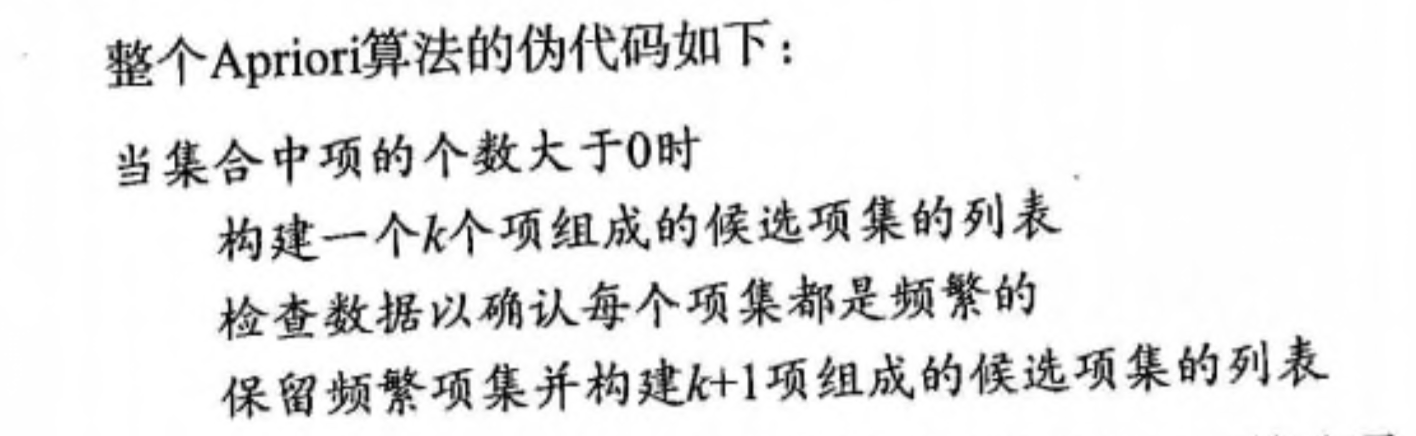 整个Apriori算法的伪代码如下：
当集合中项的个数大于0时
构建一个k个项组成的候选项集的列表
检查数据以确认每个项集都是频繁的
保留频繁项集并构建k+1项组成的候选项集的列表